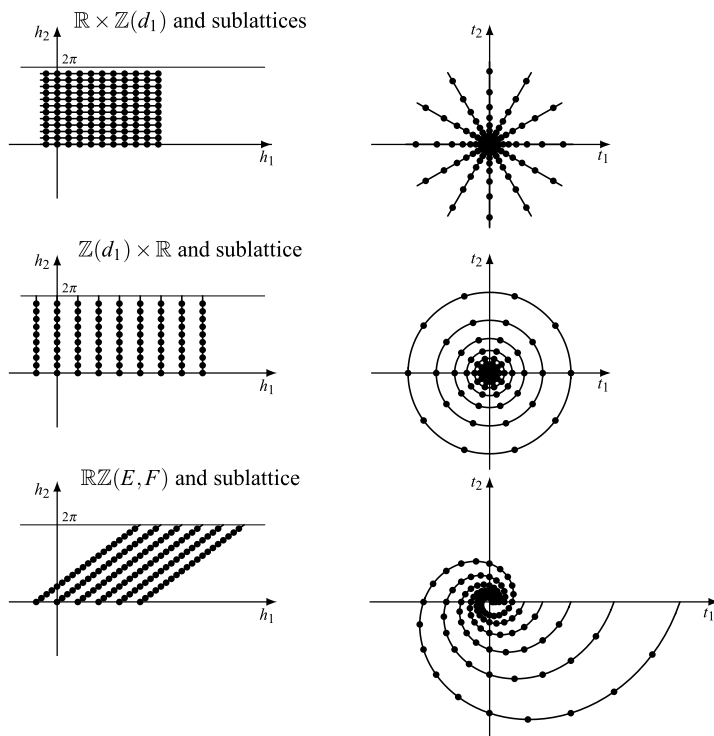 ℝ × ℤ(d₁) and sublattices
h₂
2π
h₁
t₂
t₁
ℤ(d₁) × ℝ and sublattice
h₂
2π
h₁
t₂
t₁
ℝℤ(E, F) and sublattice
h₂
2π
h₁
t₂
t₁